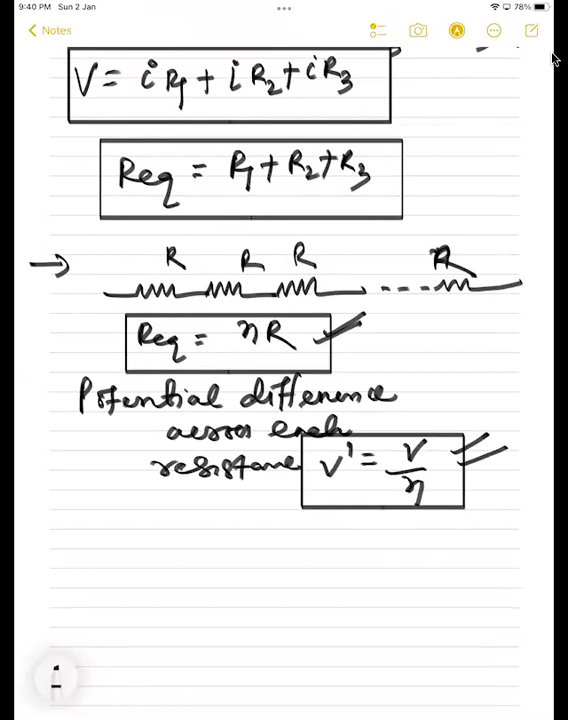 9:40 PM Sun 2 Jan
78%
Notes
V = iR1 + iR2 + iR3
Req = R1 + R2 + R3
→ R R R R
Req = nR
Potential difference
across each
resistance V' = V/n